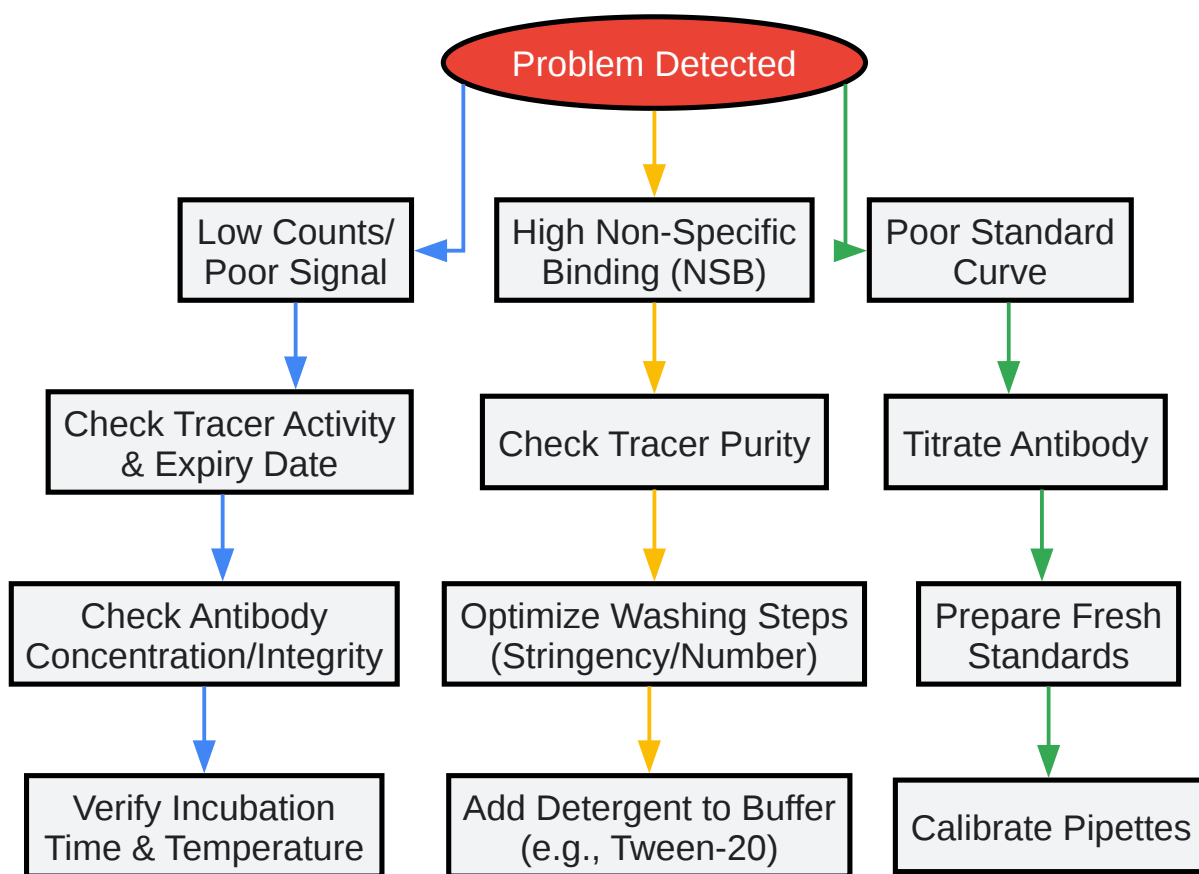 Problem Detected
Low Counts/
Poor Signal
High Non-Specific
Binding (NSB)
Poor Standard
Curve
Check Tracer Activity
& Expiry Date
Check Tracer Purity
Titrate Antibody
Check Antibody
Concentration/Integrity
Optimize Washing Steps
(Stringency/Number)
Prepare Fresh
Standards
Verify Incubation
Time & Temperature
Add Detergent to Buffer
(e.g., Tween-20)
Calibrate Pipettes